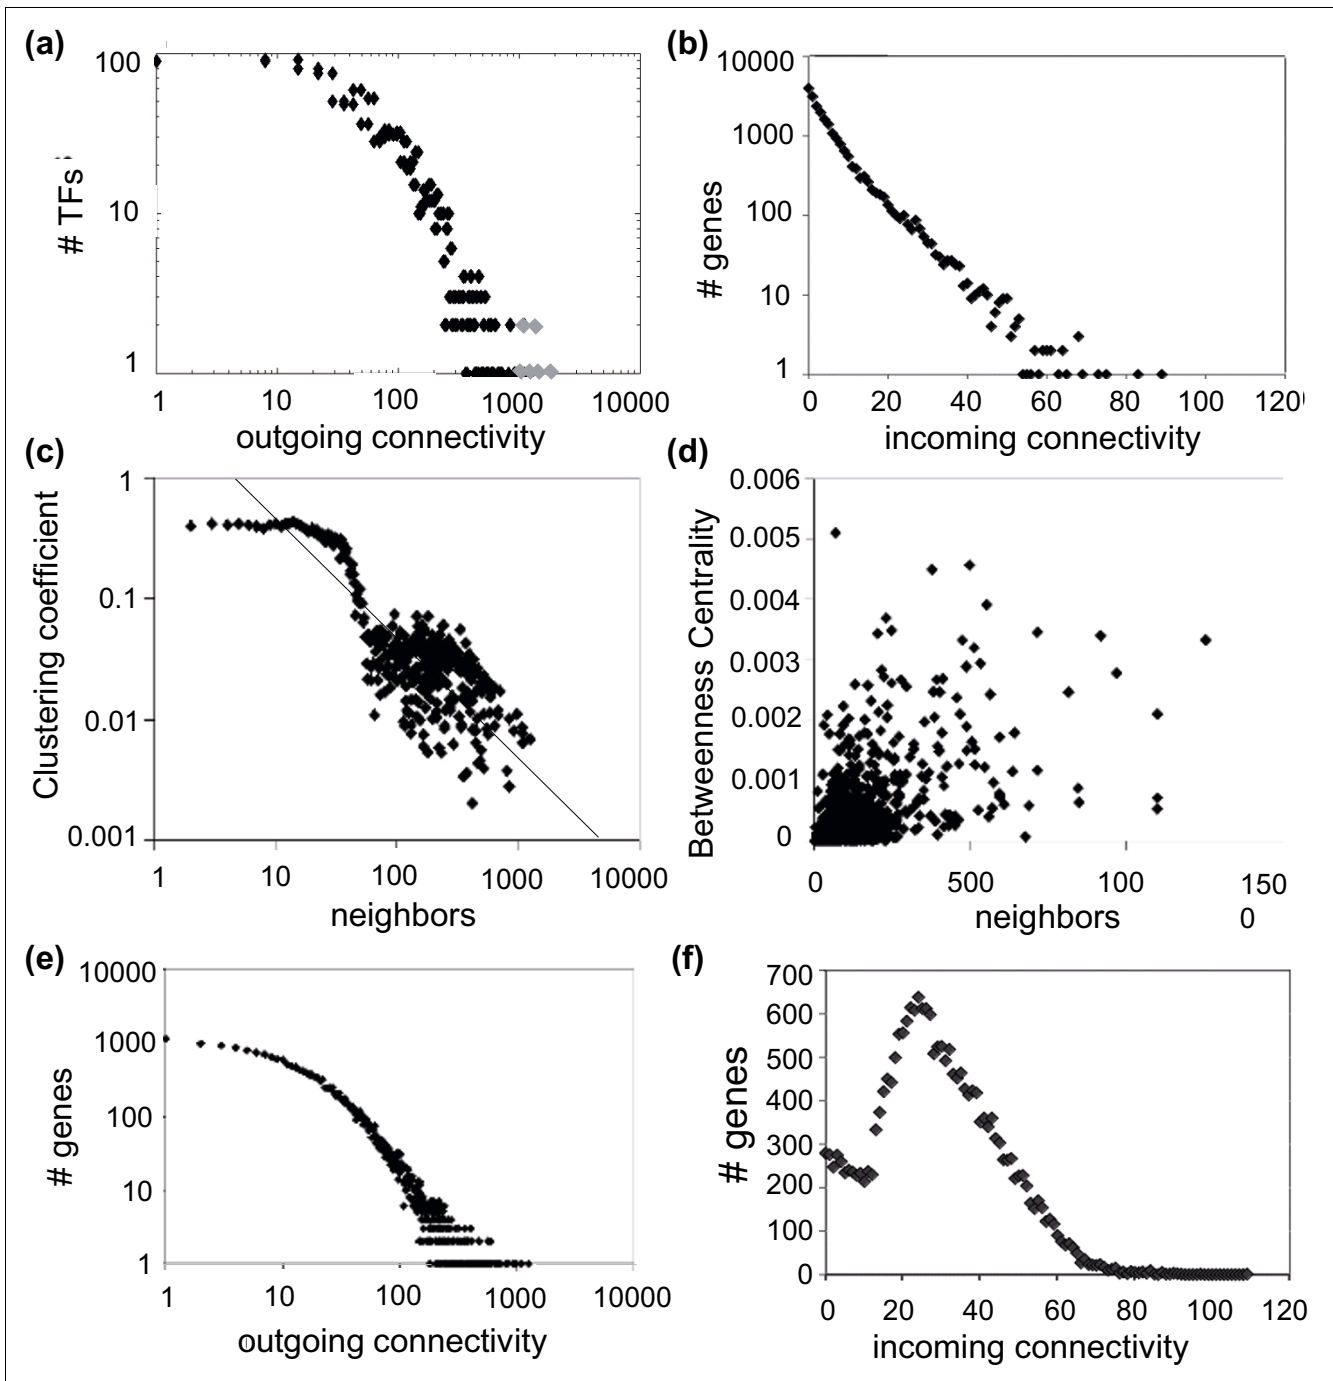 (a)
100
10
1
# TFs
1 10 100 1000 10000
outgoing connectivity
(b)
10000
1000
100
10
1
# genes
0 20 40 60 80 100 120
incoming connectivity
(c)
1
0.1
0.01
0.001
Clustering coefficient
1 10 100 1000 10000
neighbors
(d)
0.006
0.005
0.004
0.003
0.002
0.001
0
Betweenness Centrality
0 500 100 150
0
neighbors
(e)
10000
1000
100
10
1
# genes
1 10 100 1000 10000
outgoing connectivity
(f)
700
600
500
400
300
200
100
0
# genes
0 20 40 60 80 100 120
incoming connectivity